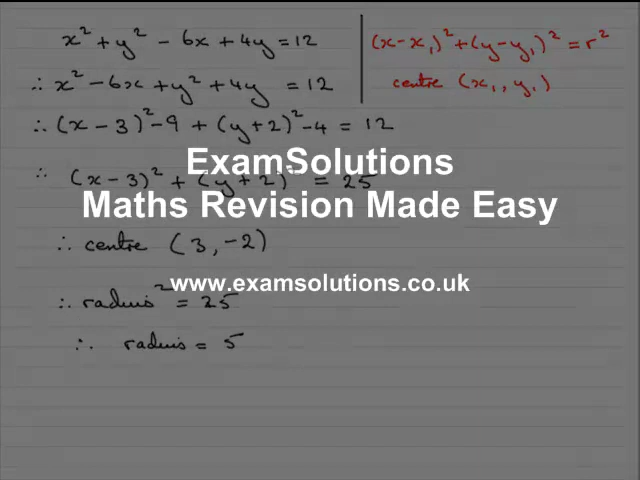 x² + y² - 6x + 4y = 12
∴ x² - 6x + y² + 4y = 12
∴ (x - 3)² - 9 + (y + 2)² - 4 = 12
∴ (x - 3)² + (y + 2)² = 25
∴ centre (3, -2)
∴ radius² = 25
∴ radius = 5
(x - x₁)² + (y - y₁)² = r²
centre (x₁, y₁)
ExamSolutions
Maths Revision Made Easy
www.examsolutions.co.uk